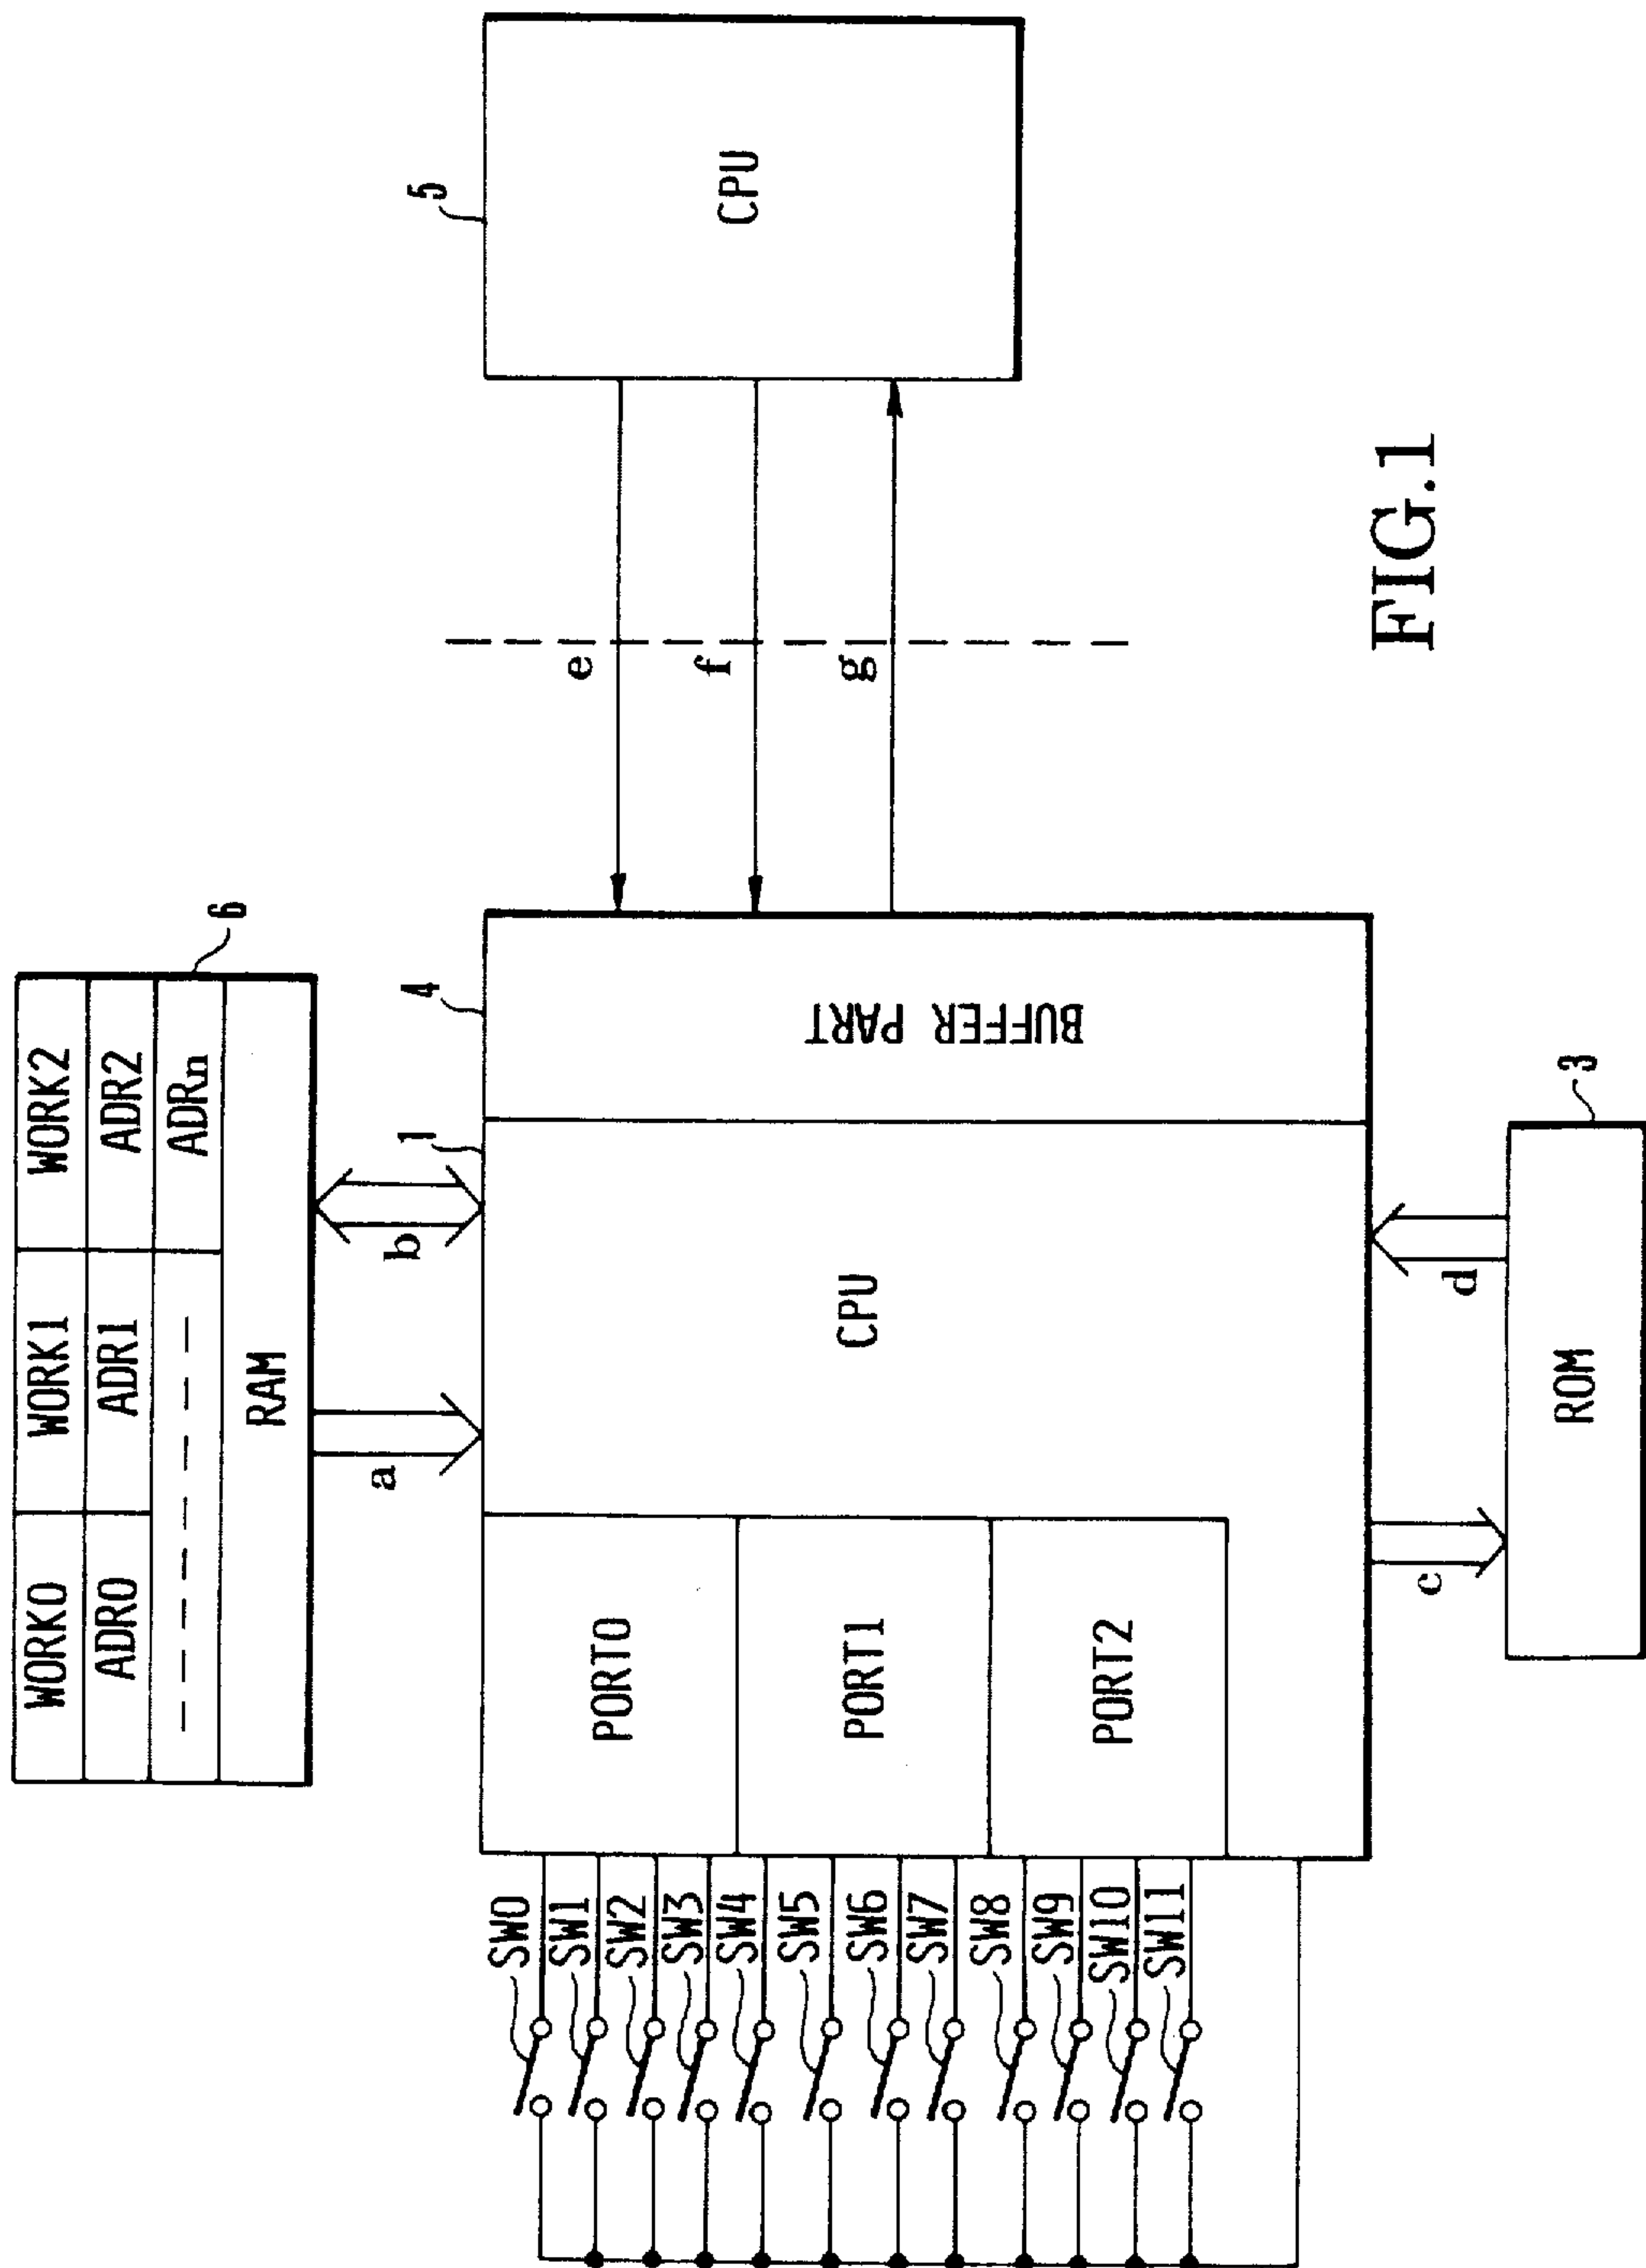 WORK0 WORK1 WORK2
ADR0 ADR1 ADR2
ADRn
RAM
6
a
b
1
4
5
PORT0
PORT1
PORT2
CPU
BUFFER PART
CPU
e
f
g
SW0
SW1
SW2
SW3
SW4
SW5
SW6
SW7
SW8
SW9
SW10
SW11
c
d
ROM
3
FIG.1